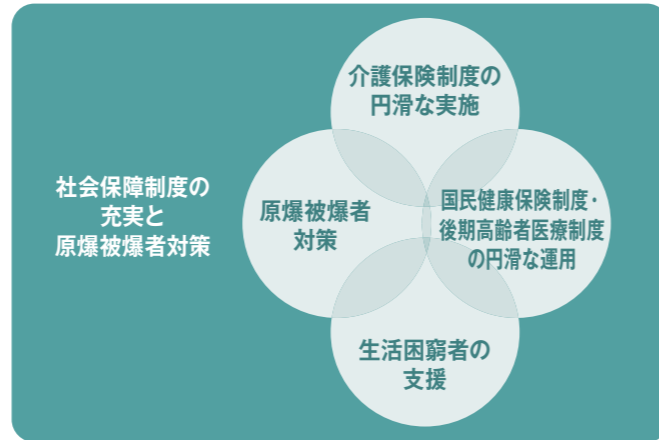 社会保障制度の
充実と
原爆被爆者対策
介護保険制度の
円滑な実施
原爆被爆者
対策
国民健康保険制度・
後期高齢者医療制度
の円滑な運用
生活困窮者の
支援